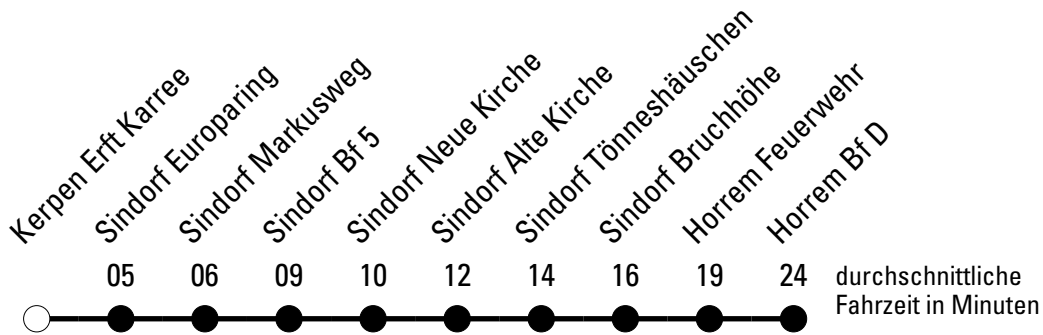 Kerpen Erft Karree
Sindorf Europaring
Sindorf Markusweg
Sindorf Bf 5
Sindorf Neue Kirche
Sindorf Alte Kirche
Sindorf Tönneshäuschen
Sindorf Bruchhöhe
Horrem Feuerwehr
Horrem Bf D
05 06 09 10 12 14 16 19 24
durchschnittliche
Fahrzeit in Minuten